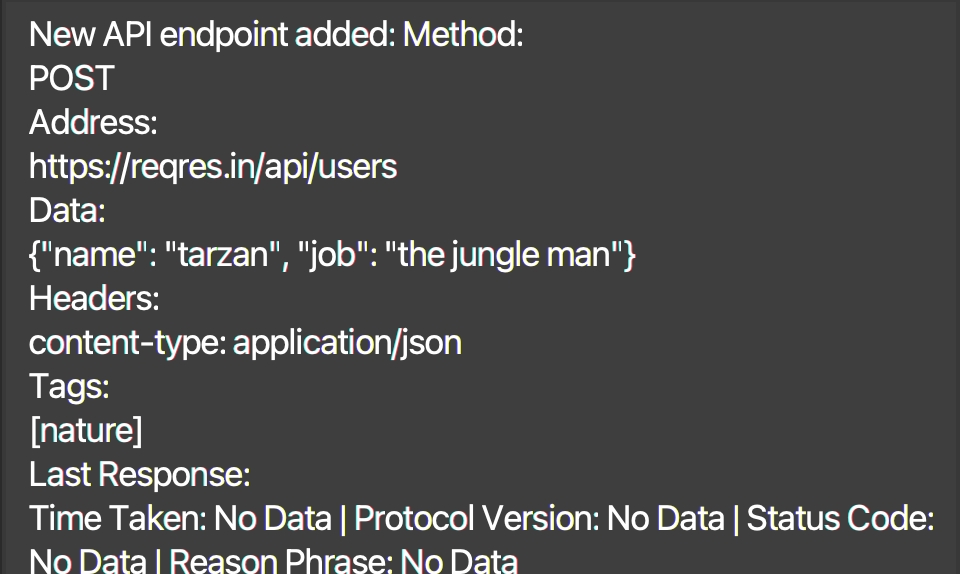 New API endpoint added: Method:
POST
Address:
https://reqres.in/api/users
Data:
{"name": "tarzan", "job": "the jungle man"}
Headers:
content-type: application/json
Tags:
[nature]
Last Response:
Time Taken: No Data | Protocol Version: No Data | Status Code:
No Data | Reason Phrase: No Data